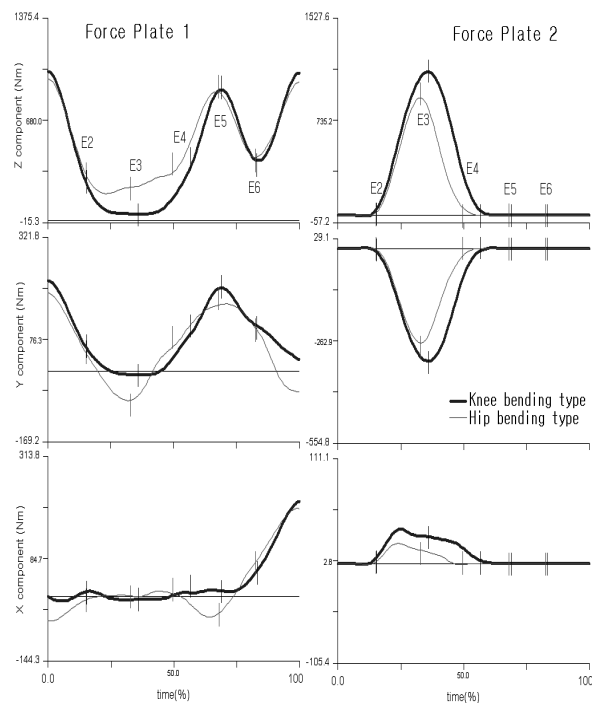 Force Plate 1
Force Plate 2
1375.4
Z component (Nm)
680.0
-15.3
E2
E3
E4
E5
E6
1527.6
735.2
-57.2
E2
E3
E4
E5
E6
321.8
Y component (Nm)
76.3
-169.2
29.1
-262.9
-554.8
Knee bending type
Hip bending type
313.8
X component (Nm)
84.7
-144.3
0.0
50.0
100
time(%)
111.1
2.8
-105.4
0.0
50.0
100
time(%)